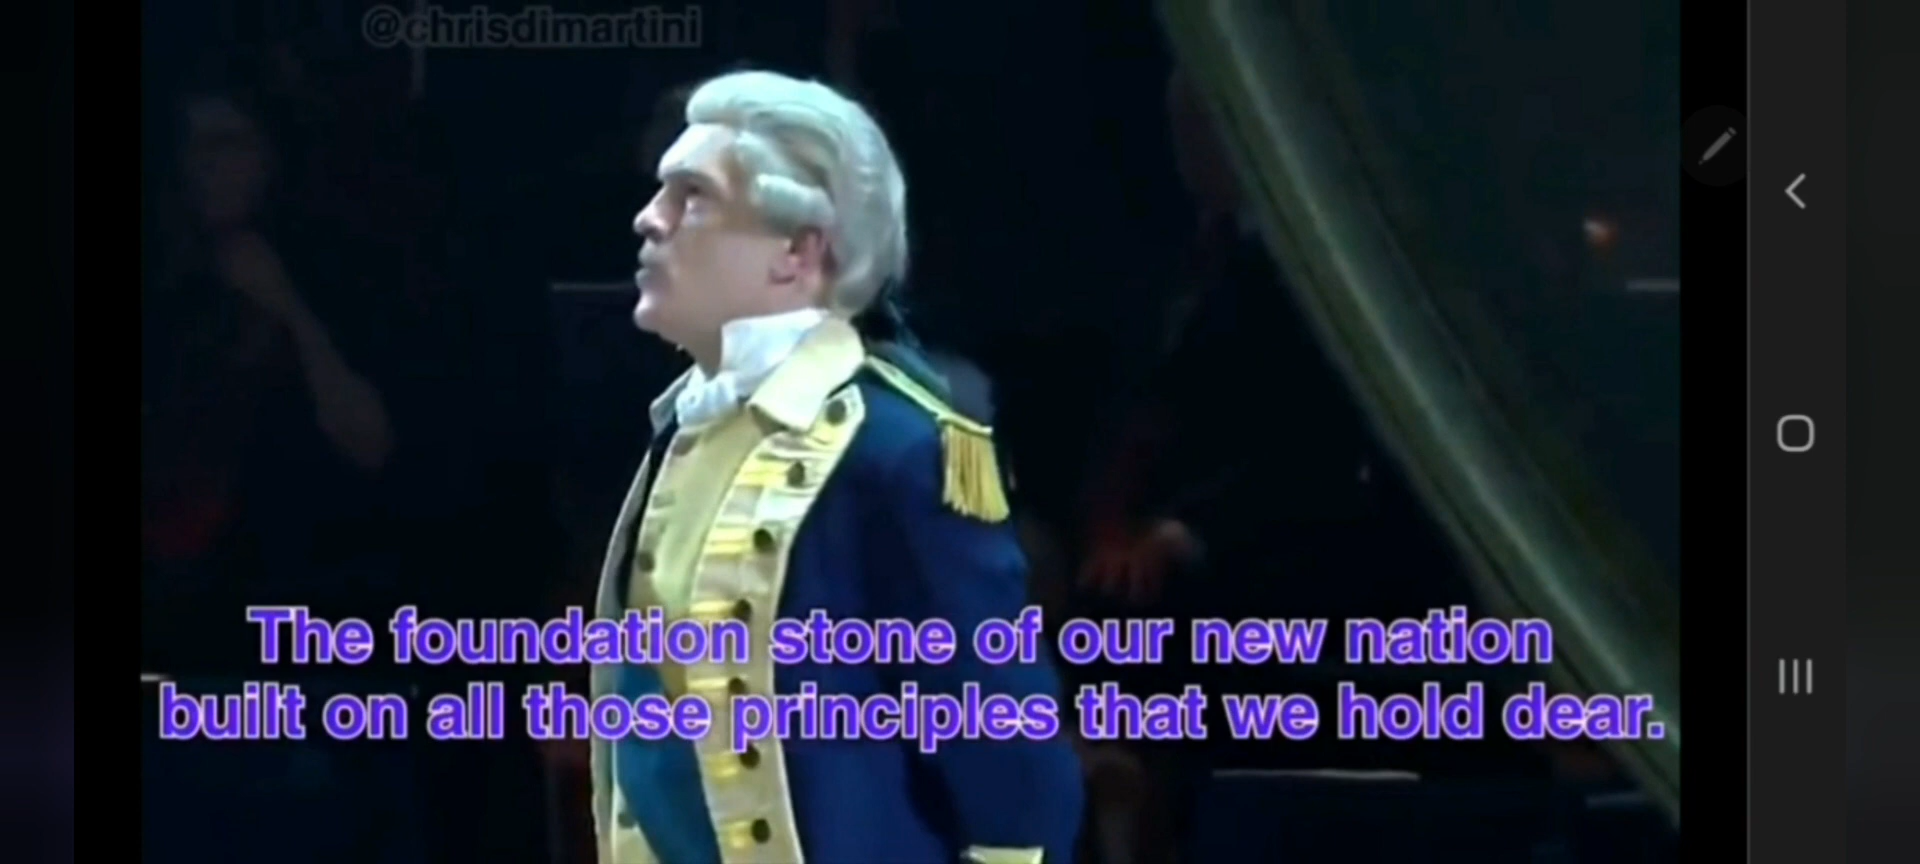 @chrisdimartini
The foundation stone of our new nation
built on all those principles that we hold dear.